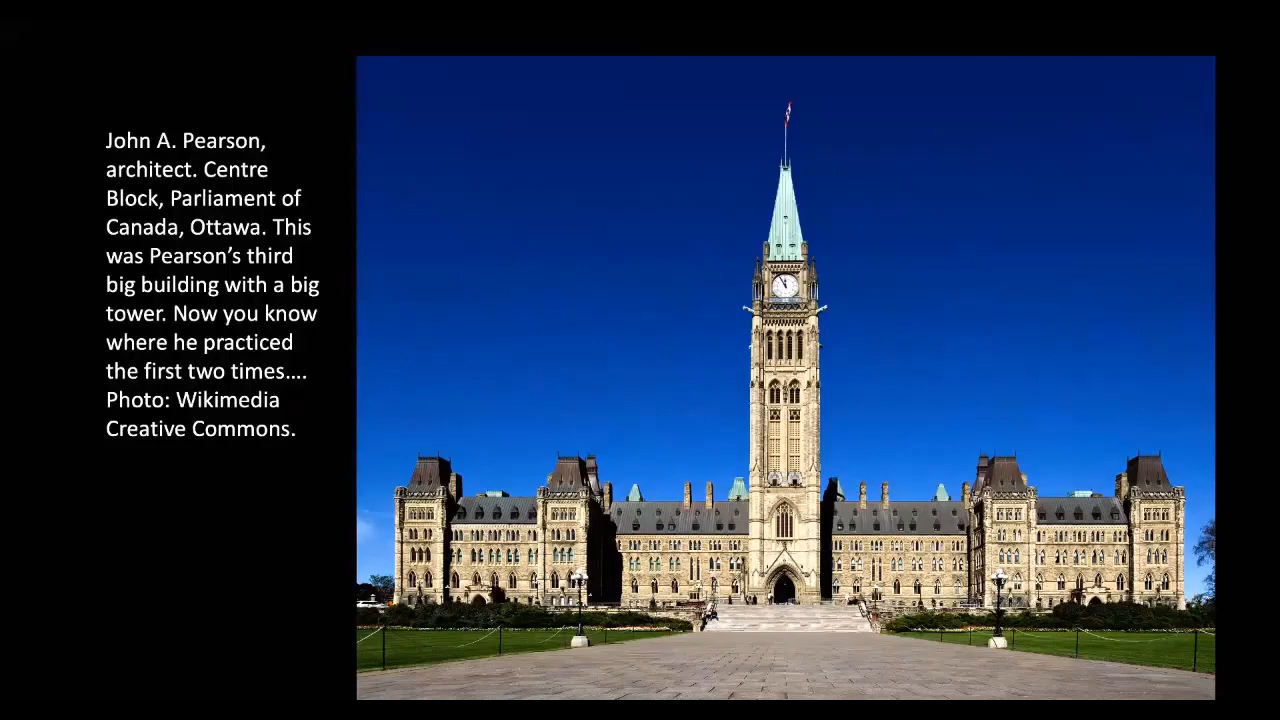 John A. Pearson,
architect. Centre
Block, Parliament of
Canada, Ottawa. This
was Pearson’s third
big building with a big
tower. Now you know
where he practiced
the first two times....
Photo: Wikimedia
Creative Commons.